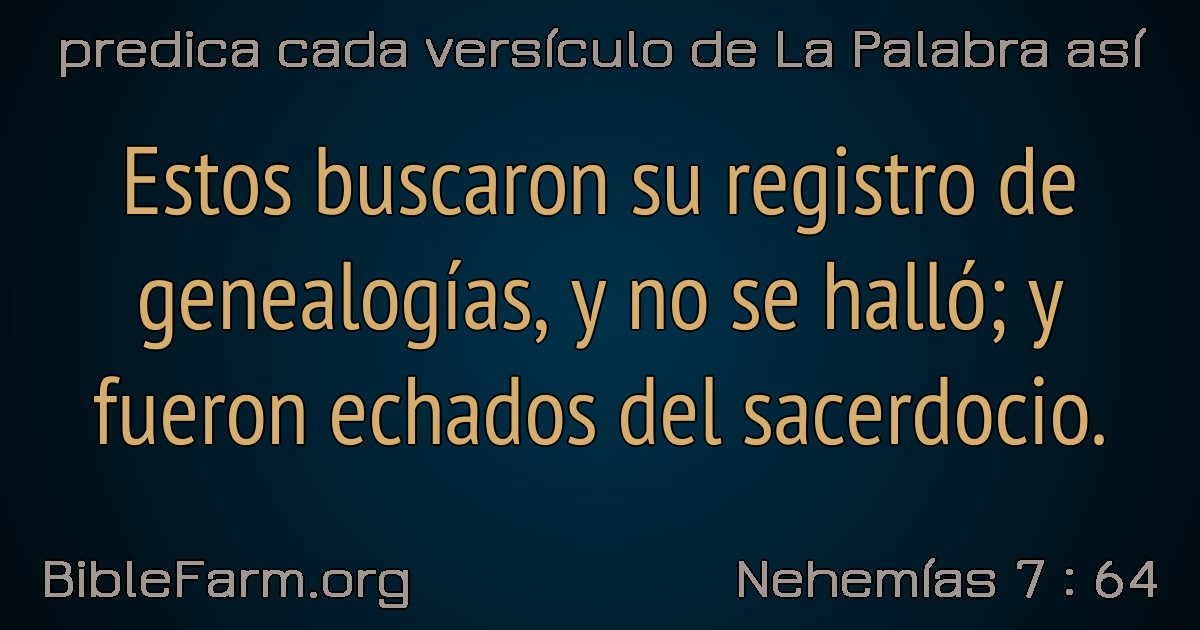 predica cada versículo de La Palabra así
Estos buscaron su registro de
genealogías, y no se halló; y
fueron echados del sacerdocio.
BibleFarm.org
Nehemías 7 : 64